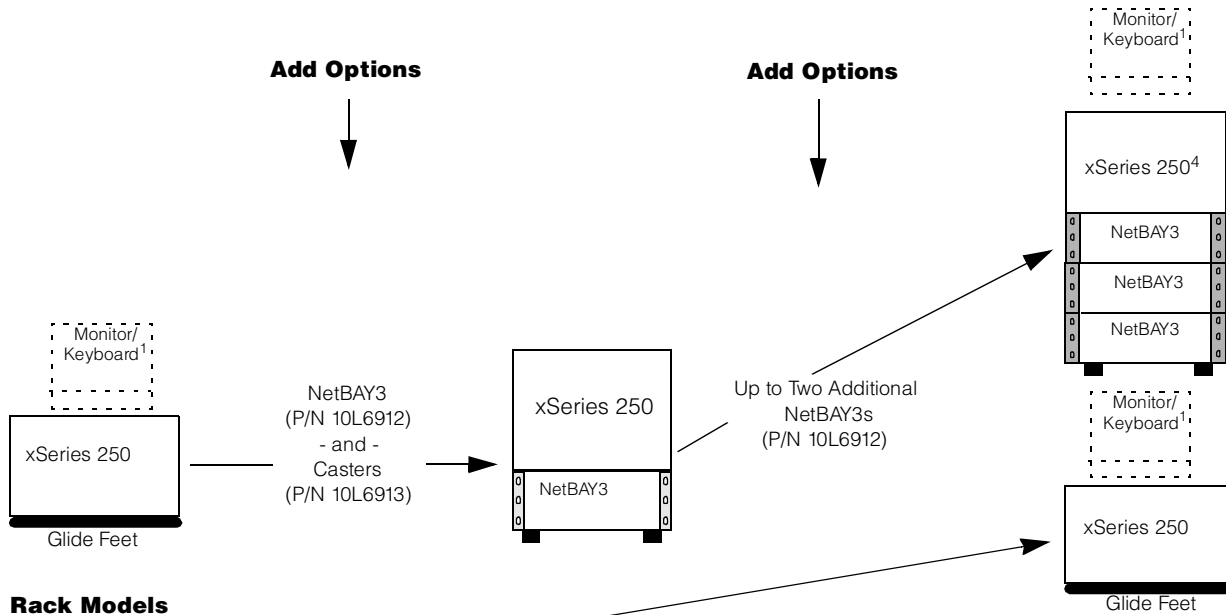 Monitor/
Keyboard1
Add Options
Add Options
xSeries 2504
NetBAY3
NetBAY3
NetBAY3
Monitor/
Keyboard1
xSeries 250
Glide Feet
NetBAY3
(P/N 10L6912)
- and -
Casters
(P/N 10L6913)
xSeries 250
NetBAY3
Up to Two Additional
NetBAY3s
(P/N 10L6912)
Monitor/
Keyboard1
xSeries 250
Glide Feet
Rack Models